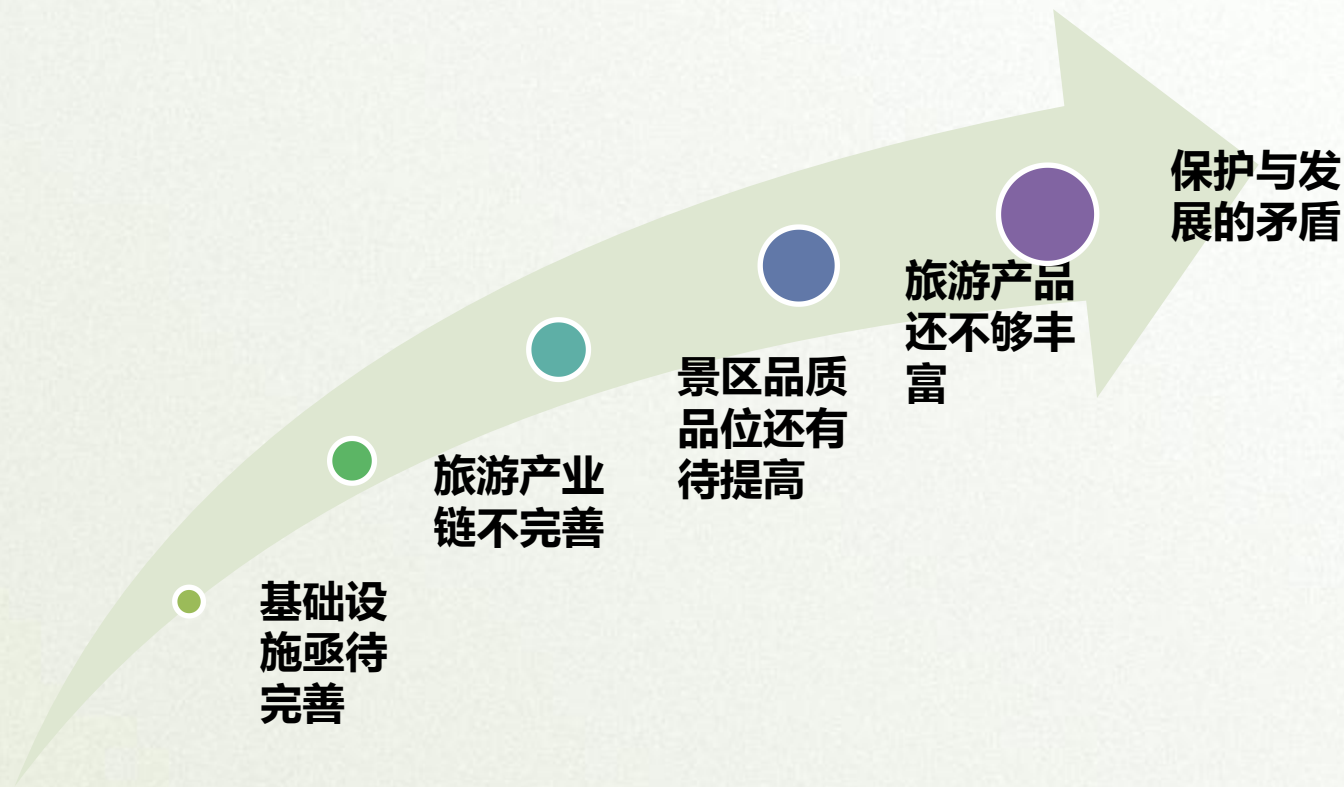 基础设
施亟待
完善
旅游产业
链不完善
景区品质
品位还有
待提高
旅游产品
还不够丰
富
保护与发
展的矛盾